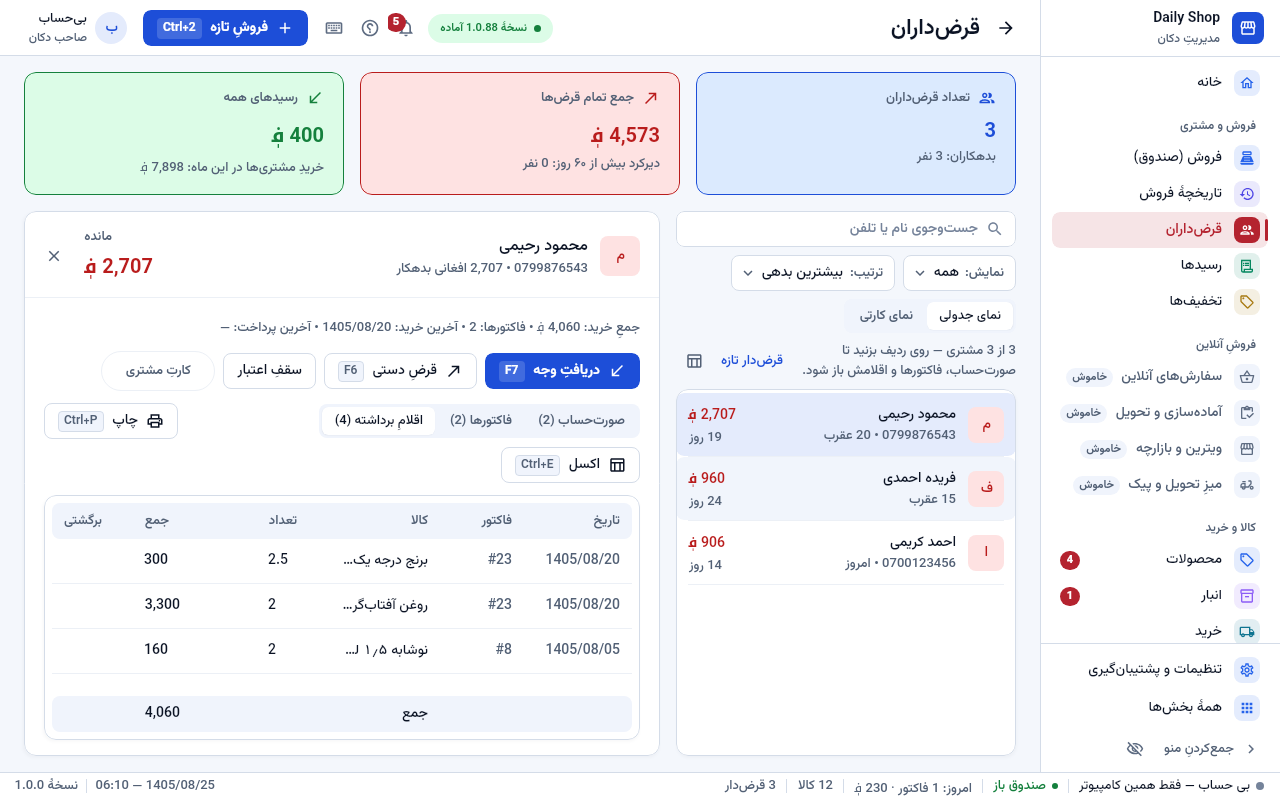 Daily Shop
مدیریتِ دکان
خانه
فروش و مشتری
فروش (صندوق)
تاریخچهٔ فروش
قرض‌داران
رسیدها
تخفیف‌ها
فروشِ آنلاین
سفارش‌های آنلاین خاموش
آماده‌سازی و تحویل خاموش
ویترین و بازارچه خاموش
میزِ تحویل و پیک خاموش
کالا و خرید
محصولات 4
انبار 1
خرید
تنظیمات و پشتیبان‌گیری
همهٔ بخش‌ها
جمع‌کردنِ منو
قرض‌داران
نسخهٔ 1.0.88 آماده
5
فروشِ تازه Ctrl+2
ب
بی‌حساب
صاحب دکان
تعداد قرض‌داران
3
بدهکاران: 3 نفر
جمع تمام قرض‌ها
4,573 ؋
دیرکرد بیش از ۶۰ روز: 0 نفر
رسیدهای همه
400 ؋
خریدِ مشتری‌ها در این ماه: 7,898 ؋
جست‌وجوی نام یا تلفن
نمایش: همه
ترتیب: بیشترین بدهی
نمای جدولی
نمای کارتی
3 از 3 مشتری — روی ردیف بزنید تا
صورت‌حساب، فاکتورها و اقلامش باز شود.
قرض‌دار تازه
م
محمود رحیمی
2,707 ؋
0799876543 • 20 عقرب
19 روز
ف
فریده احمدی
960 ؋
15 عقرب
24 روز
ا
احمد کریمی
906 ؋
0700123456 • امروز
14 روز
م
محمود رحیمی
0799876543 • 2,707 افغانی بدهکار
مانده
2,707 ؋
جمع خرید: 4,060 ؋ • فاکتورها: 2 • آخرین خرید: 1405/08/20 • آخرین پرداخت: —
دریافتِ وجه F7
قرضِ دستی F6
سقفِ اعتبار
کارتِ مشتری
صورت‌حساب (2)
فاکتورها (2)
اقلامِ برداشته (4)
چاپ Ctrl+P
اکسل Ctrl+E
تاریخ فاکتور کالا تعداد جمع برگشتی
1405/08/20 #23 برنج درجه یک… 2.5 300
1405/08/20 #23 روغن آفتاب‌گر… 2 3,300
1405/08/05 #8 نوشابه ۱٫۵ لـ… 2 160
جمع 4,060
بی حساب — فقط همین کامپیوتر
صندوق باز
امروز: 1 فاکتور · 230 ؋
12 کالا
3 قرض‌دار
1405/08/25 — 06:10
نسخهٔ 1.0.0